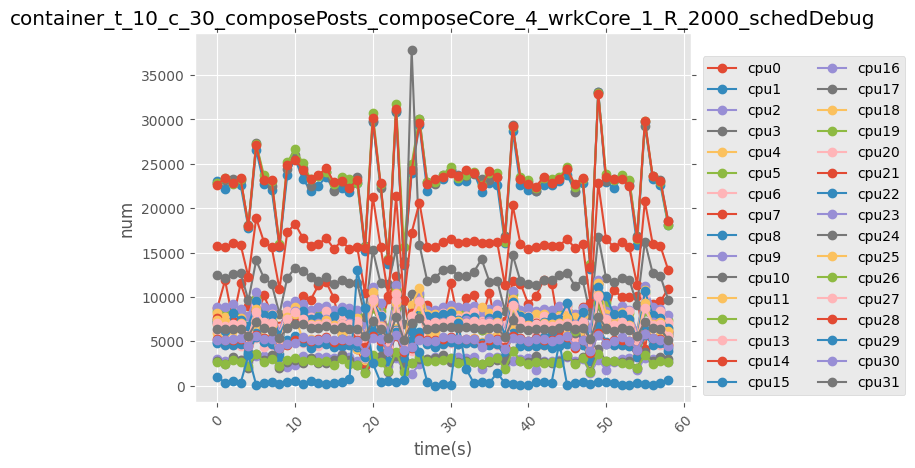 container_t_10_c_30_composePosts_composeCore_4_wrkCore_1_R_2000_schedDebug
num
35000
30000
25000
20000
15000
10000
5000
0
0
10
20
30
40
50
60
time(s)
cpu0
cpu1
cpu2
cpu3
cpu4
cpu5
cpu6
cpu7
cpu8
cpu9
cpu10
cpu11
cpu12
cpu13
cpu14
cpu15
cpu16
cpu17
cpu18
cpu19
cpu20
cpu21
cpu22
cpu23
cpu24
cpu25
cpu26
cpu27
cpu28
cpu29
cpu30
cpu31